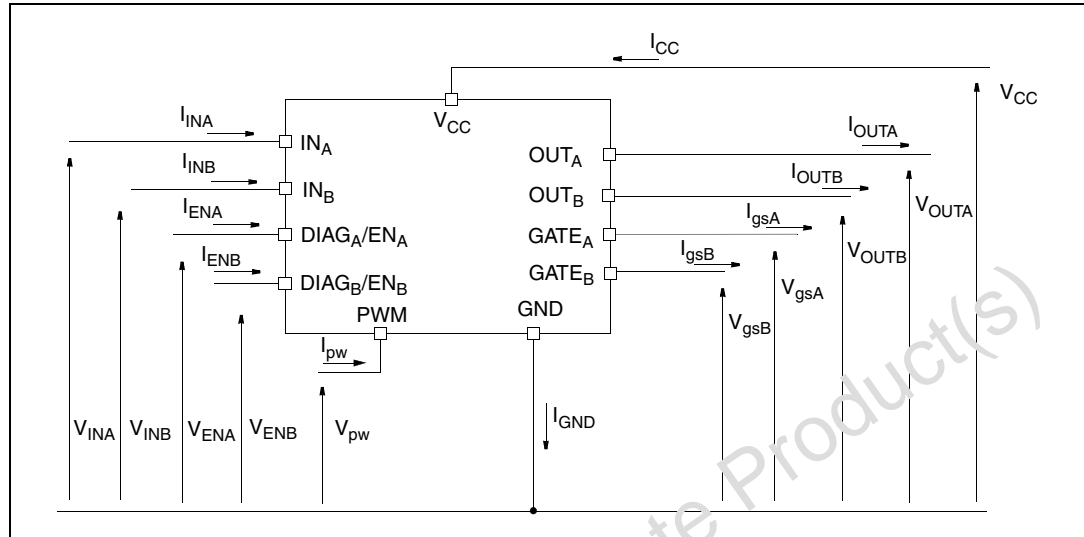 I_CC
V_CC
V_CC
I_INA
IN_A
I_INB
IN_B
I_ENA
DIAG_A/EN_A
I_ENB
DIAG_B/EN_B
PWM
GND
OUT_A
I_OUTA
OUT_B
I_OUTB
GATE_A
I_gsA
GATE_B
I_gsB
V_OUTA
V_OUTB
V_gsA
V_gsB
I_pw
I_GND
V_INA
V_INB
V_ENA
V_ENB
V_pw
te Product(s)